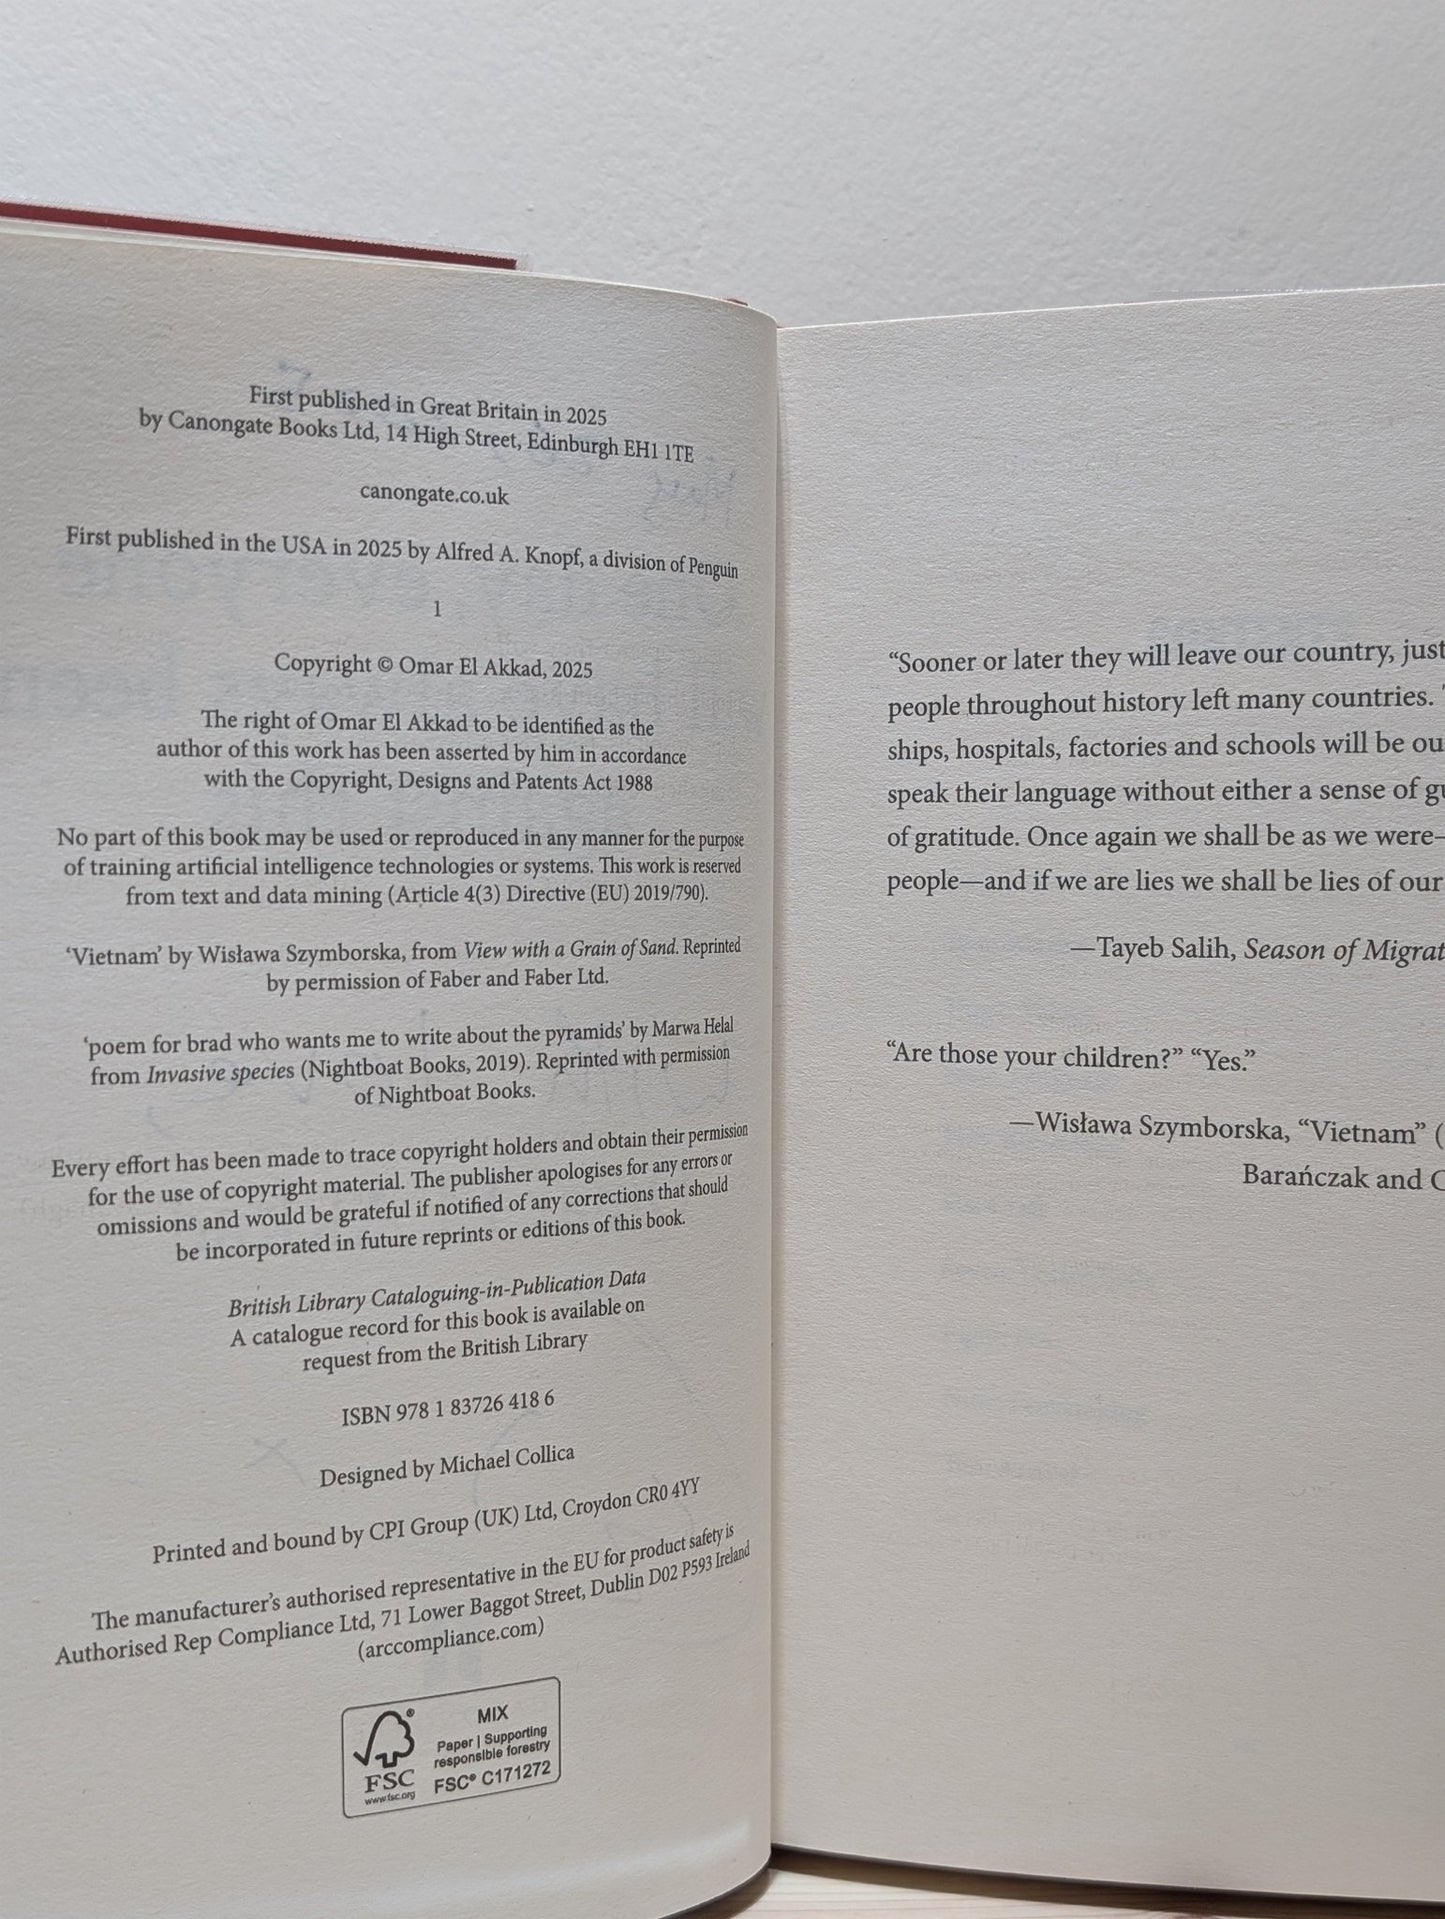 First published in Great Britain in 2025
by Canongate Books Ltd, 14 High Street, Edinburgh EH1 1TE
canongate.co.uk
First published in the USA in 2025 by Alfred A. Knopf, a division of Penguin
1
Copyright © Omar El Akkad, 2025
The right of Omar El Akkad to be identified as the
author of this work has been asserted by him in accordance
with the Copyright, Designs and Patents Act 1988
No part of this book may be used or reproduced in any manner for the purpose
of training artificial intelligence technologies or systems. This work is reserved
from text and data mining (Article 4(3) Directive (EU) 2019/790).
‘Vietnam’ by Wisława Szymborska, from View with a Grain of Sand. Reprinted
by permission of Faber and Faber Ltd.
‘poem for brad who wants me to write about the pyramids’ by Marwa Helal
from Invasive species (Nightboat Books, 2019). Reprinted with permission
of Nightboat Books.
Every effort has been made to trace copyright holders and obtain their permission
for the use of copyright material. The publisher apologises for any errors or
omissions and would be grateful if notified of any corrections that should
be incorporated in future reprints or editions of this book.
British Library Cataloguing-in-Publication Data
A catalogue record for this book is available on
request from the British Library
ISBN 978 1 83726 418 6
Designed by Michael Collica
Printed and bound by CPI Group (UK) Ltd, Croydon CR0 4YY
The manufacturer’s authorised representative in the EU for product safety is
Authorised Rep Compliance Ltd, 71 Lower Baggot Street, Dublin D02 P593 Ireland
(arccompliance.com)
FSC
www.fsc.org
MIX
Paper | Supporting
responsible forestry
FSC® C171272
“Sooner or later they will leave our country, just
people throughout history left many countries.
ships, hospitals, factories and schools will be ou
speak their language without either a sense of gu
of gratitude. Once again we shall be as we were—
people—and if we are lies we shall be lies of our
—Tayeb Salih, Season of Migrat
“Are those your children?” “Yes.”
—Wisława Szymborska, “Vietnam” (
Barańczak and C